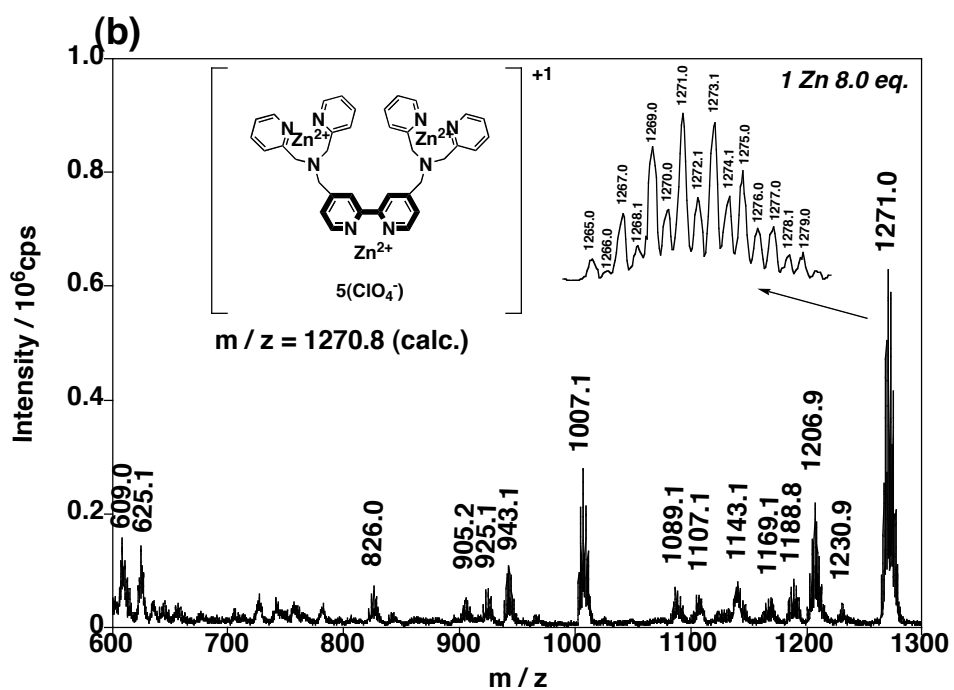 (b)
1.0
0.8
0.6
0.4
0.2
0
Intensity / 10⁶cps
600
700
800
900
1000
1100
1200
1300
m / z
1 Zn 8.0 eq.
+1
N
N
N
N
Zn²⁺
Zn²⁺
N
N
N
N
Zn²⁺
5(ClO₄⁻)
m / z = 1270.8 (calc.)
1265.0
1266.0
1267.0
1268.1
1269.0
1270.0
1271.0
1272.1
1273.1
1274.1
1275.0
1276.0
1277.0
1278.1
1279.0
609.0
625.1
826.0
905.2
925.1
943.1
1007.1
1089.1
1107.1
1143.1
1169.1
1188.8
1206.9
1230.9
1271.0